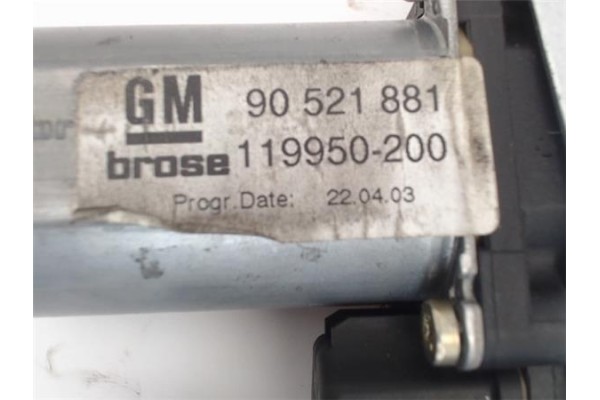 GM 90 521 881
brose 119950-200
Progr.Date: 22.04.03